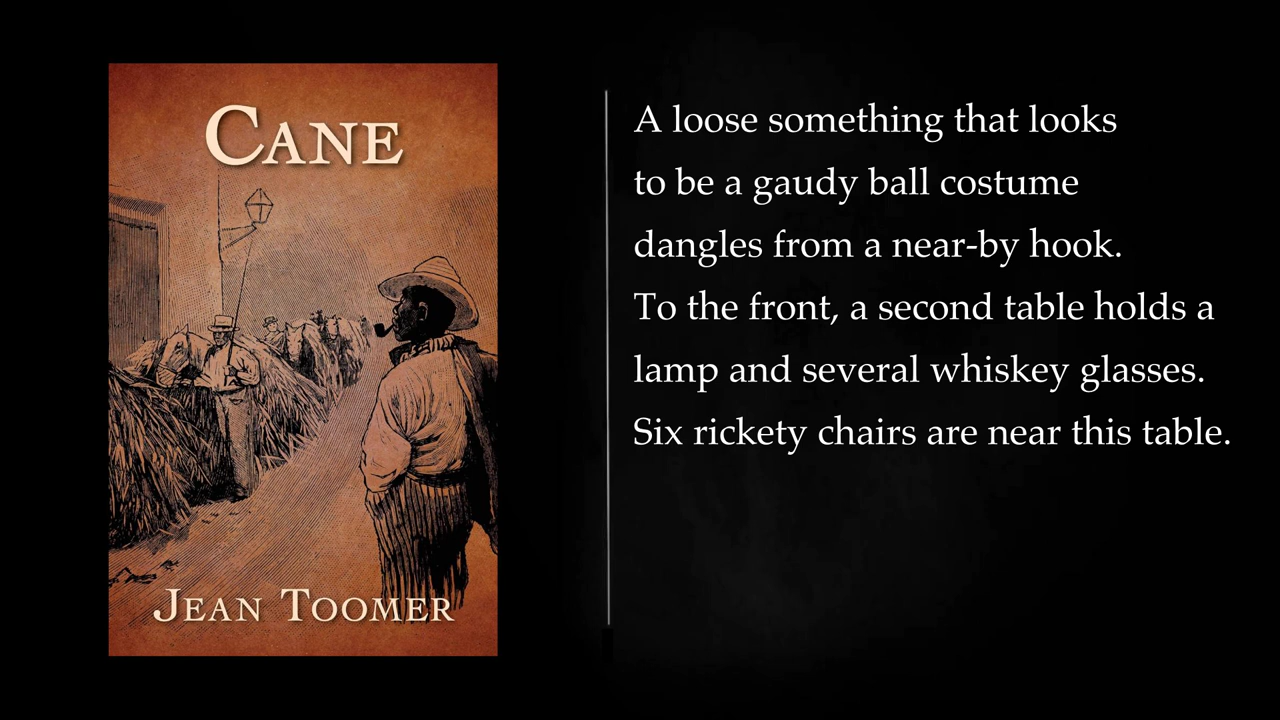 CANE
JEAN TOOMER
A loose something that looks
to be a gaudy ball costume
dangles from a near-by hook.
To the front, a second table holds a
lamp and several whiskey glasses.
Six rickety chairs are near this table.